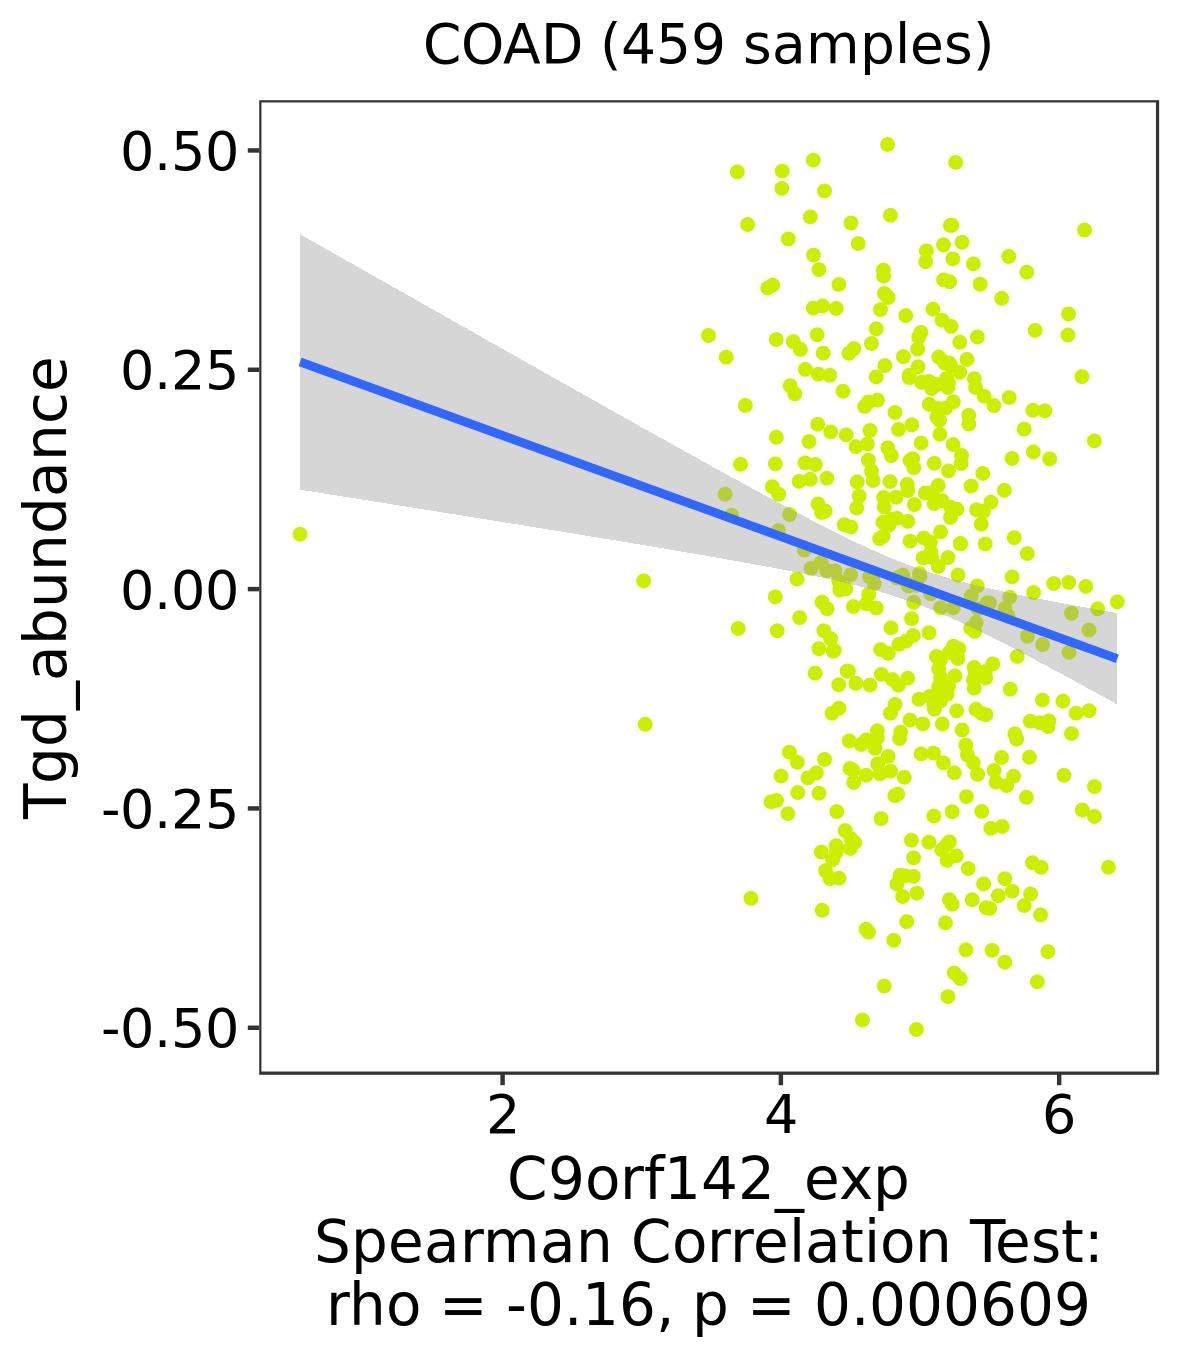 COAD (459 samples)
Tgd_abundance
0.50
0.25
0.00
-0.25
-0.50
2 4 6
C9orf142_exp
Spearman Correlation Test:
rho = -0.16, p = 0.000609